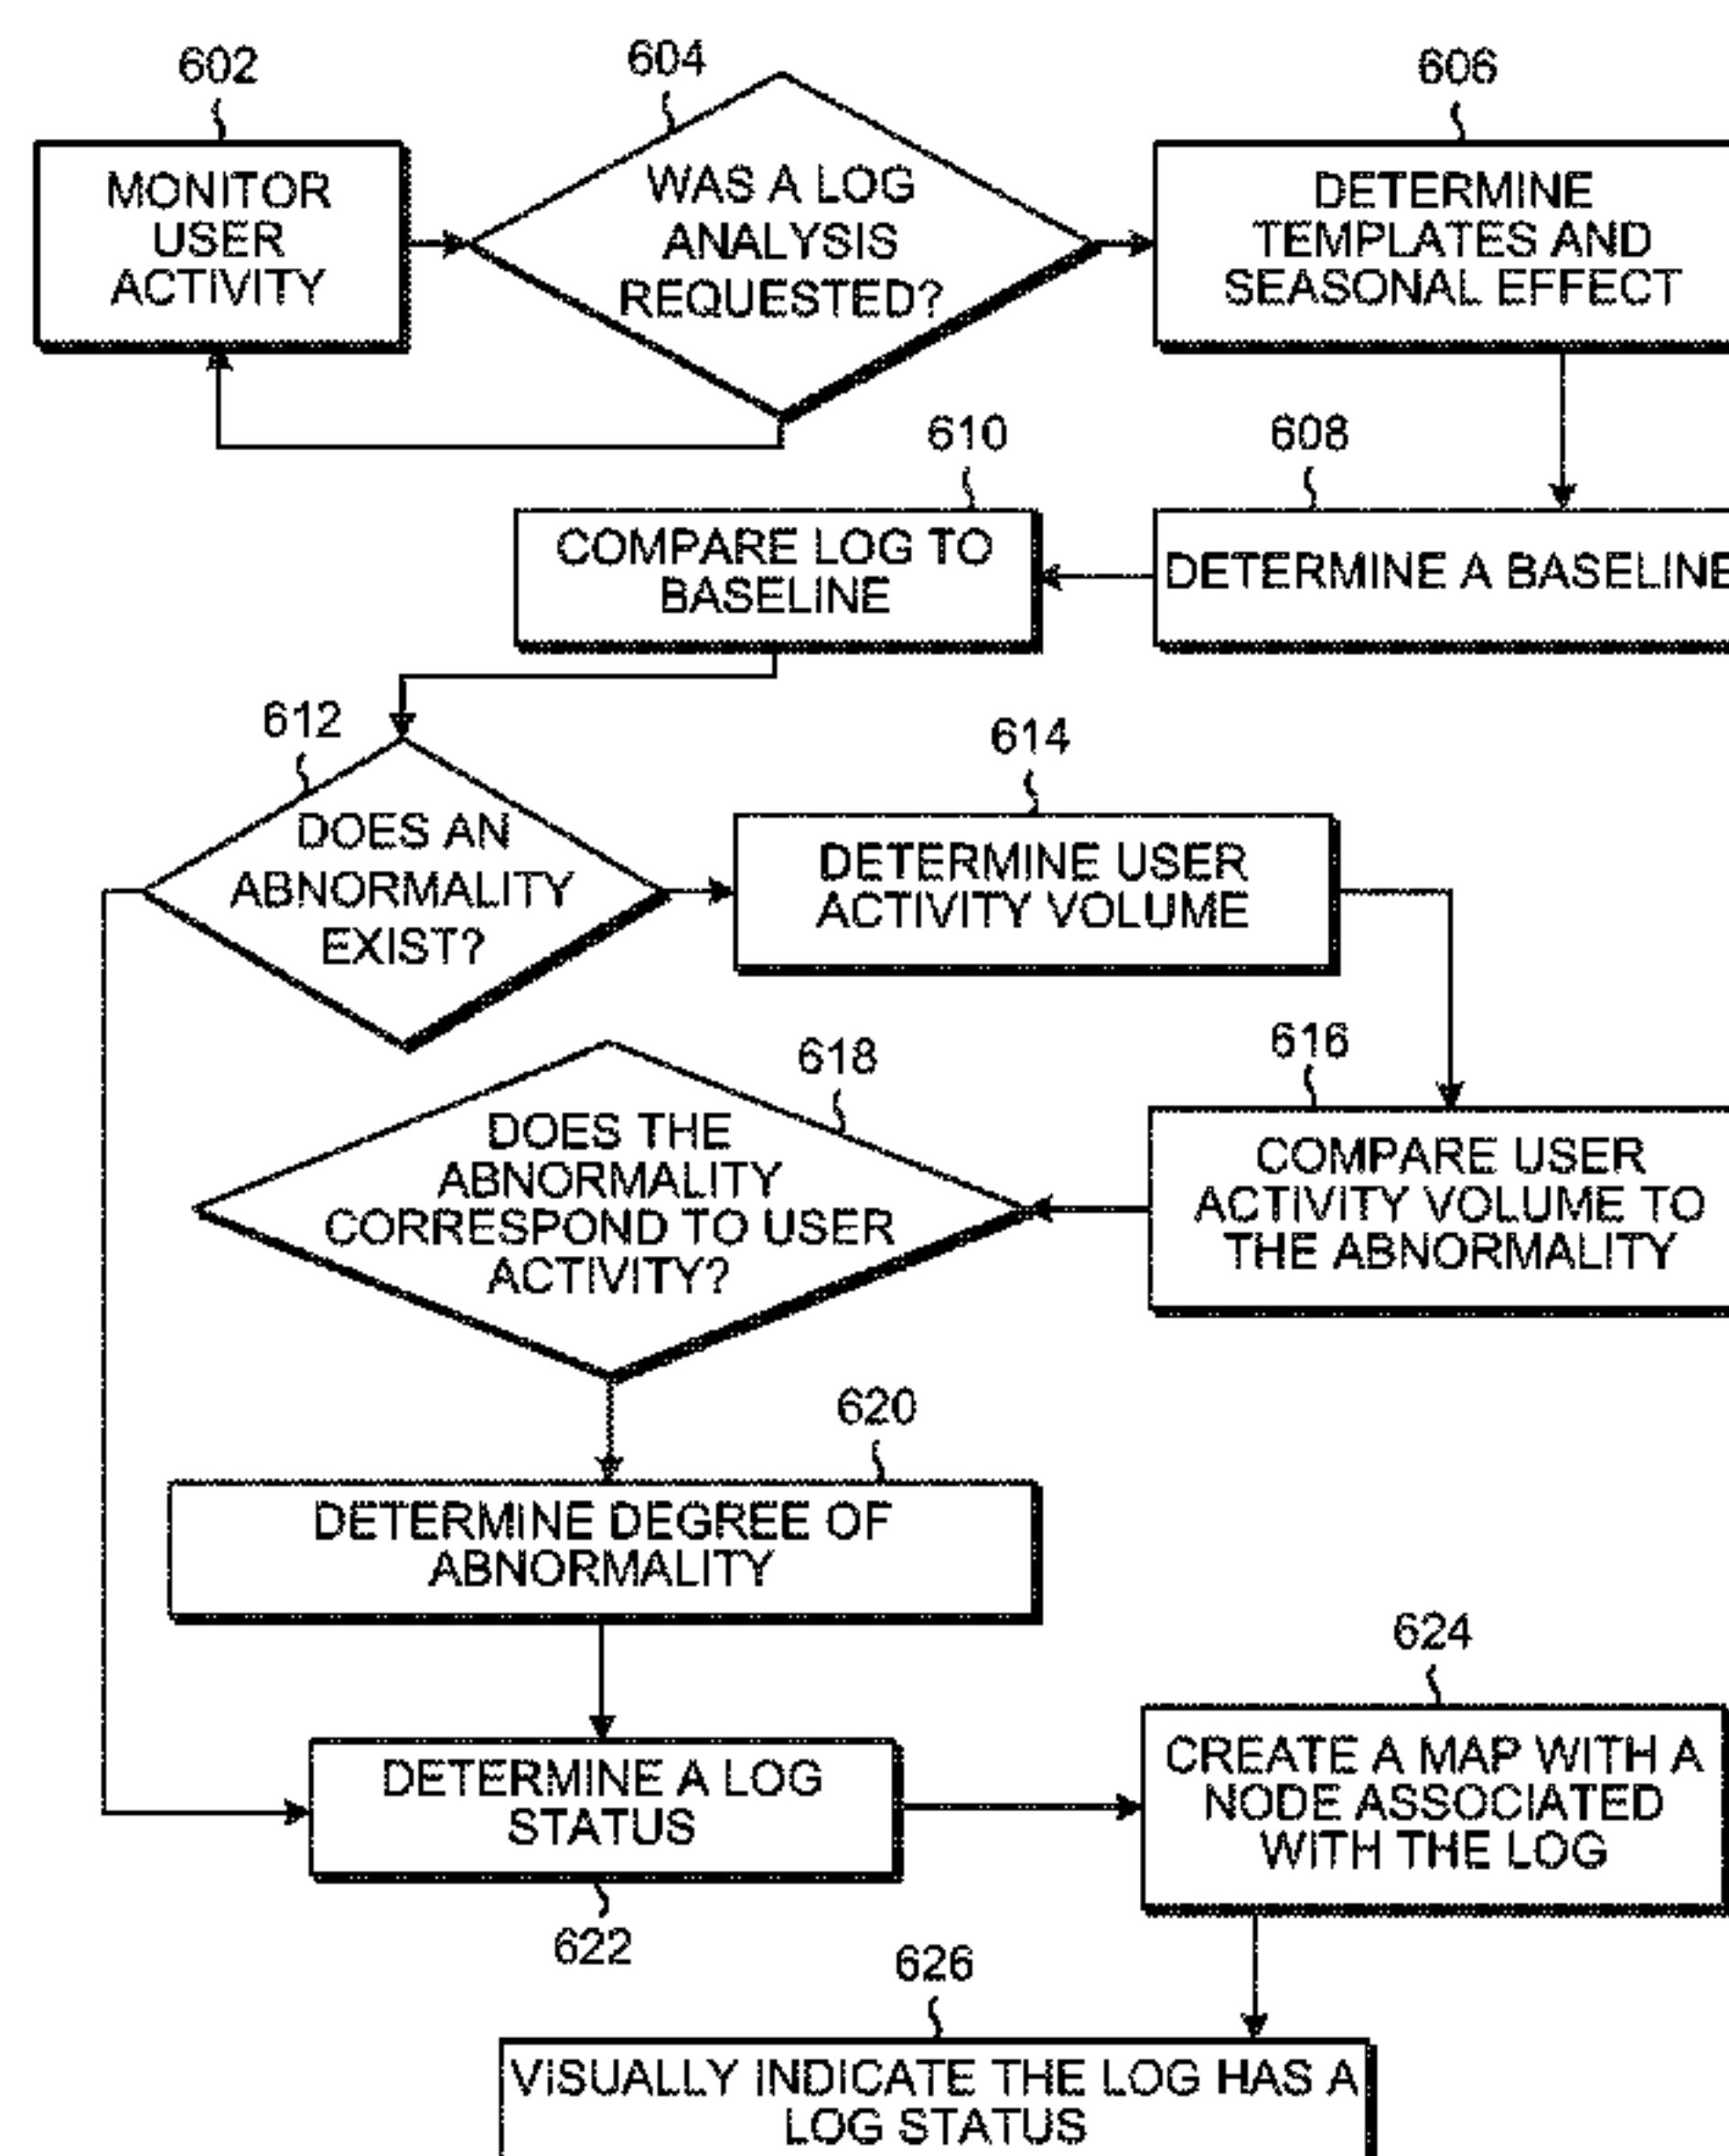 602
604
606
MONITOR
USER
ACTIVITY
WAS A LOG
ANALYSIS
REQUESTED?
DETERMINE
TEMPLATES AND
SEASONAL EFFECT
610
608
COMPARE LOG TO
BASELINE
DETERMINE A BASELINE
612
614
DOES AN
ABNORMALITY
EXIST?
DETERMINE USER
ACTIVITY VOLUME
618
616
DOES THE
ABNORMALITY
CORRESPOND TO USER
ACTIVITY?
COMPARE USER
ACTIVITY VOLUME TO
THE ABNORMALITY
620
DETERMINE DEGREE OF
ABNORMALITY
624
DETERMINE A LOG
STATUS
CREATE A MAP WITH A
NODE ASSOCIATED
WITH THE LOG
622
626
VISUALLY INDICATE THE LOG HAS A
LOG STATUS